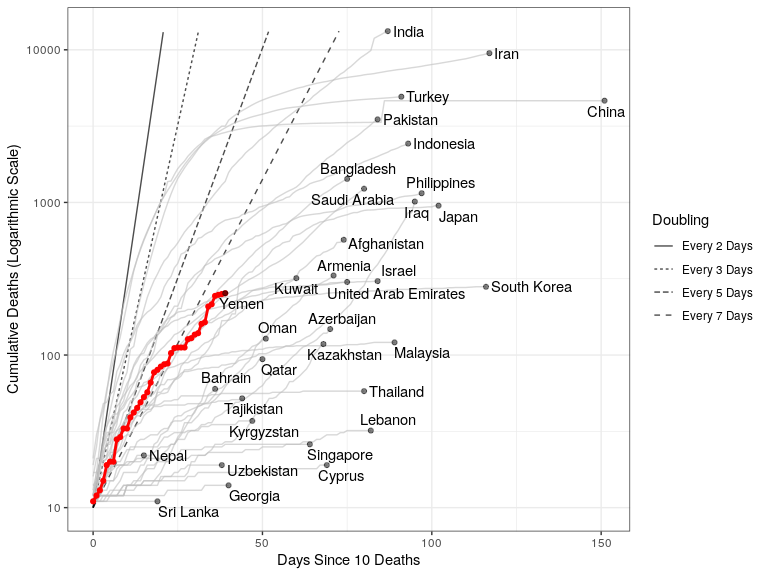 India
Iran
Turkey
China
Pakistan
Indonesia
Bangladesh
Philippines
Saudi Arabia
Iraq
Japan
Afghanistan
Armenia
Israel
Kuwait
United Arab Emirates
South Korea
Yemen
Azerbaijan
Oman
Kazakhstan
Malaysia
Qatar
Bahrain
Thailand
Tajikistan
Lebanon
Kyrgyzstan
Nepal
Singapore
Uzbekistan
Cyprus
Georgia
Sri Lanka
10000
1000
100
10
0
50
100
150
Days Since 10 Deaths
Cumulative Deaths (Logarithmic Scale)
Doubling
Every 2 Days
Every 3 Days
Every 5 Days
Every 7 Days